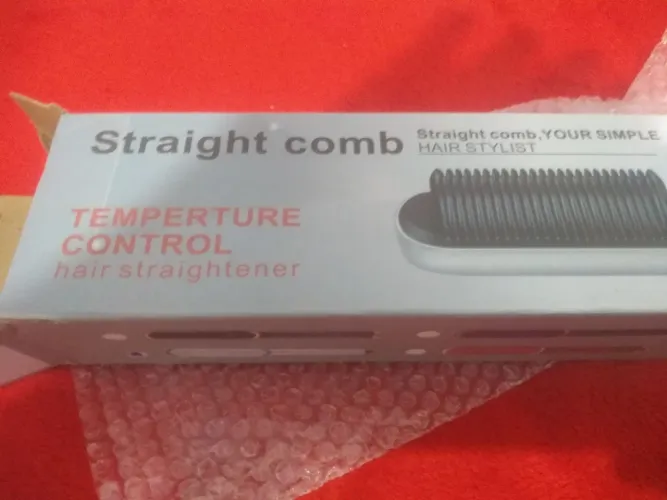 Straight comb
Straight comb,YOUR SIMPLE
HAIR STYLIST
TEMPERTURE
CONTROL
hair straightener